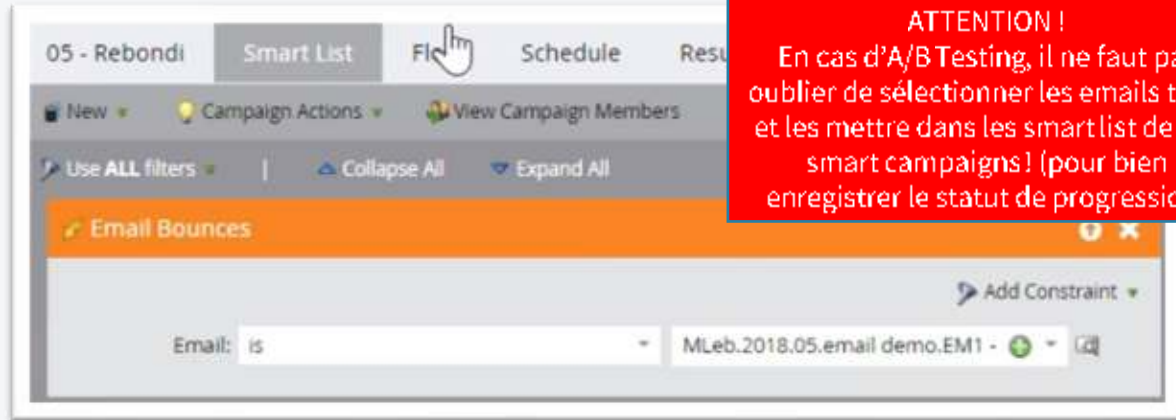 ATTENTION !
En cas d'A/B Testing, il ne faut pa
oublier de sélectionner les emails t
et les mettre dans les smartlist de
smart campaigns! (pour bien
enregistrer le statut de progressio
05 - Rebondi Smart List Flo Schedule Resu
New Campaign Actions View Campaign Members
Use ALL filters | Collapse All Expand All
Email Bounces
Add Constraint
Email: is MLeb.2018.05.email demo.EM1 -